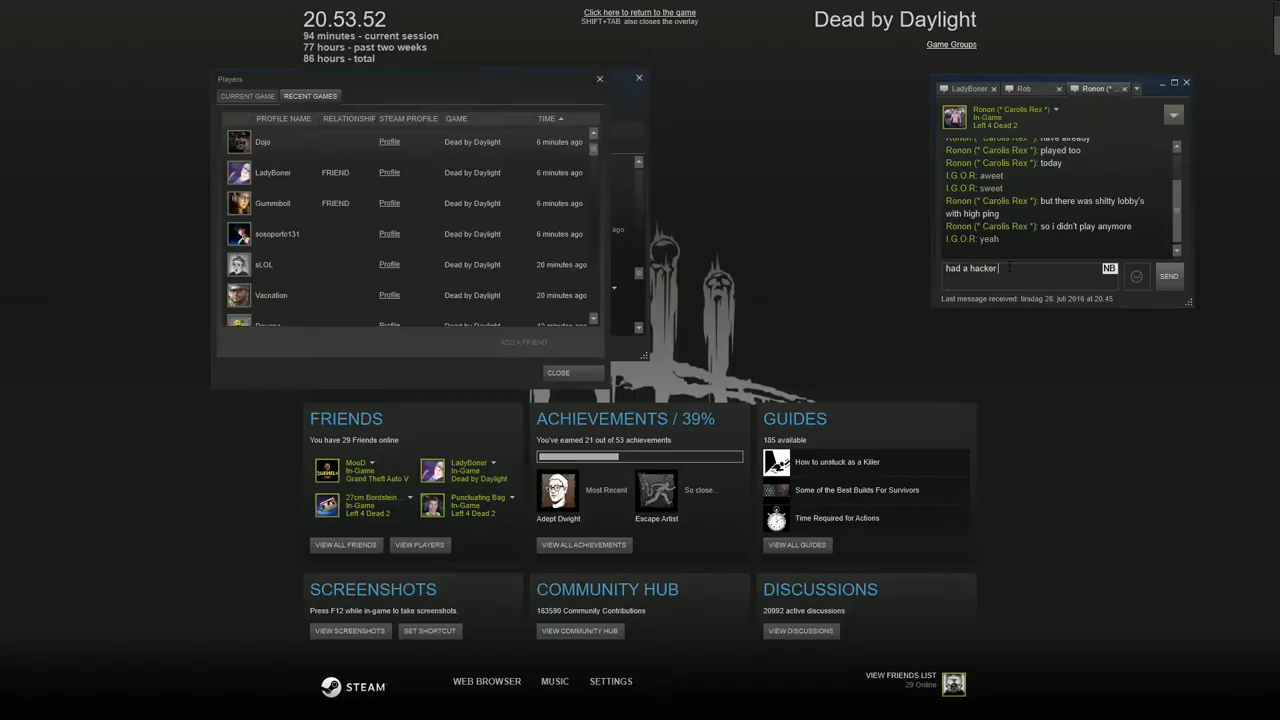 20.53.52
94 minutes - current session
77 hours - past two weeks
86 hours - total
Click here to return to the game
SHIFT+TAB also closes the overlay
Dead by Daylight
Game Groups
Players
CURRENT GAME RECENT GAMES
PROFILE NAME RELATIONSHIP STEAM PROFILE GAME TIME
Dojo Profile Dead by Daylight 6 minutes ago
LadyBoner FRIEND Profile Dead by Daylight 6 minutes ago
Gummiboll FRIEND Profile Dead by Daylight 6 minutes ago
sosoporto131 Profile Dead by Daylight 6 minutes ago
sLOL Profile Dead by Daylight 20 minutes ago
Vacnation Profile Dead by Daylight 20 minutes ago
Profile Dead by Daylight 42 minutes ago
ago
ADD A FRIEND
CLOSE
LadyBoner Rob Ronon (* ...
Ronon (* Carolis Rex *)
In-Game
Left 4 Dead 2
Ronon (* Carolis Rex *): have already
Ronon (* Carolis Rex *): played too
Ronon (* Carolis Rex *): today
I.G.O.R: aweet
I.G.O.R: sweet
Ronon (* Carolis Rex *): but there was shitty lobby's
with high ping
Ronon (* Carolis Rex *): so i didn't play anymore
I.G.O.R: yeah
had a hacker NB
SEND
Last message received: tirsdag 26. juli 2016 at 20.45
FRIENDS
You have 29 Friends online
MouD
In-Game
Grand Theft Auto V
LadyBoner
In-Game
Dead by Daylight
27cm Bordstein...
In-Game
Left 4 Dead 2
Punctuating Bag
In-Game
Left 4 Dead 2
VIEW ALL FRIENDS VIEW PLAYERS
ACHIEVEMENTS / 39%
You've earned 21 out of 53 achievements
Most Recent
So close...
Adept Dwight
Escape Artist
VIEW ALL ACHIEVEMENTS
GUIDES
185 available
How to unstuck as a Killer
Some of the Best Builds For Survivors
Time Required for Actions
VIEW ALL GUIDES
SCREENSHOTS
Press F12 while in-game to take screenshots.
VIEW SCREENSHOTS SET SHORTCUT
COMMUNITY HUB
163590 Community Contributions
VIEW COMMUNITY HUB
DISCUSSIONS
20992 active discussions
VIEW DISCUSSIONS
STEAM
WEB BROWSER MUSIC SETTINGS
VIEW FRIENDS LIST
29 Online